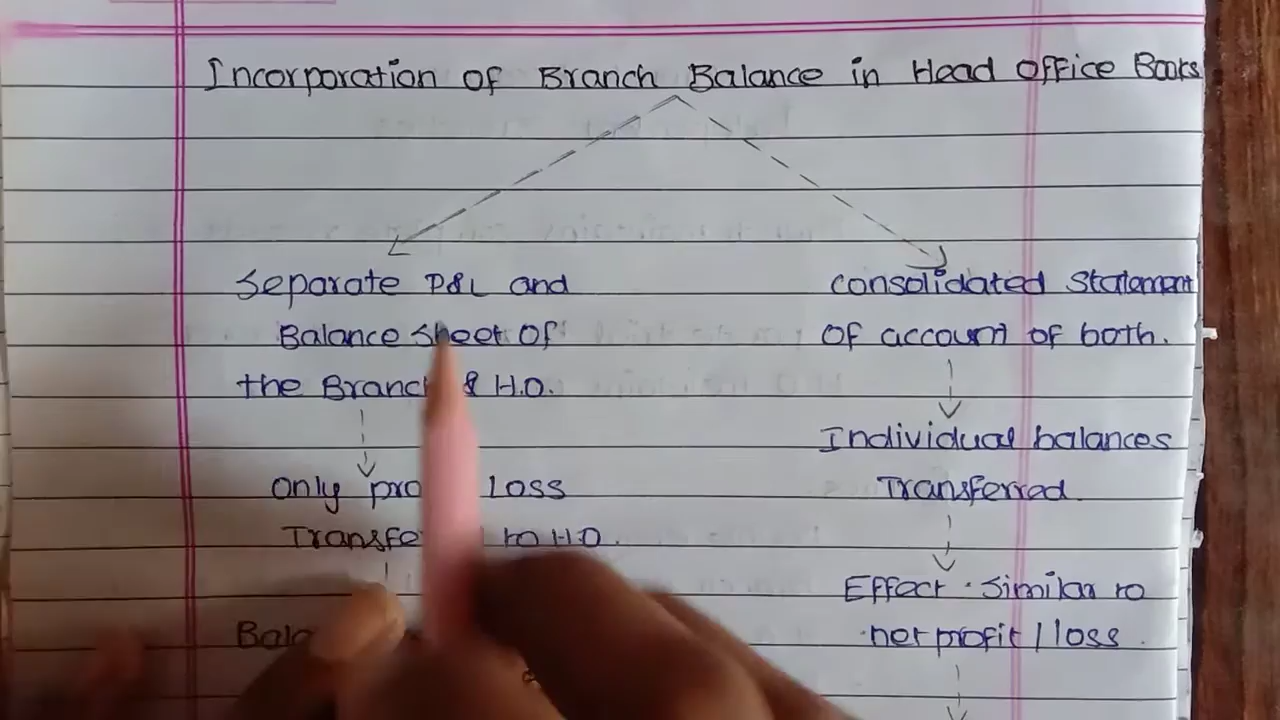 Incorporation of Branch Balance in Head Office Books
Separate P&L and
Balance Sheet Of
the Branch & H.O.
Only loss
to H.O.
Consolidated Statement
Of account of both.
Individual balances
Transferred.
Effect Similar to
net profit / loss